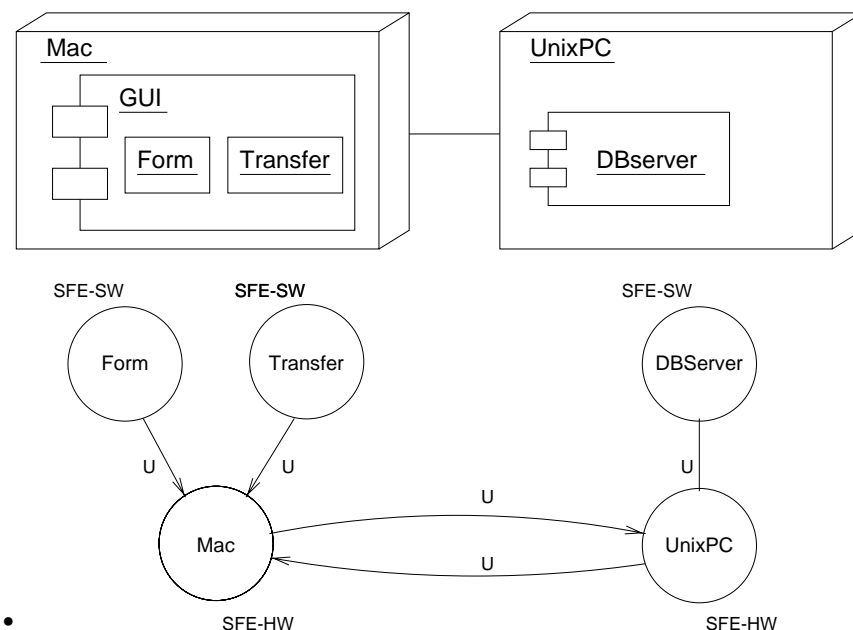 Mac
UnixPC
GUI
Form
Transfer
DBserver
SFE-SW
SFE-SW
SFE-SW
Form
Transfer
DBServer
U
U
U
U
Mac
UnixPC
U
• SFE-HW
SFE-HW